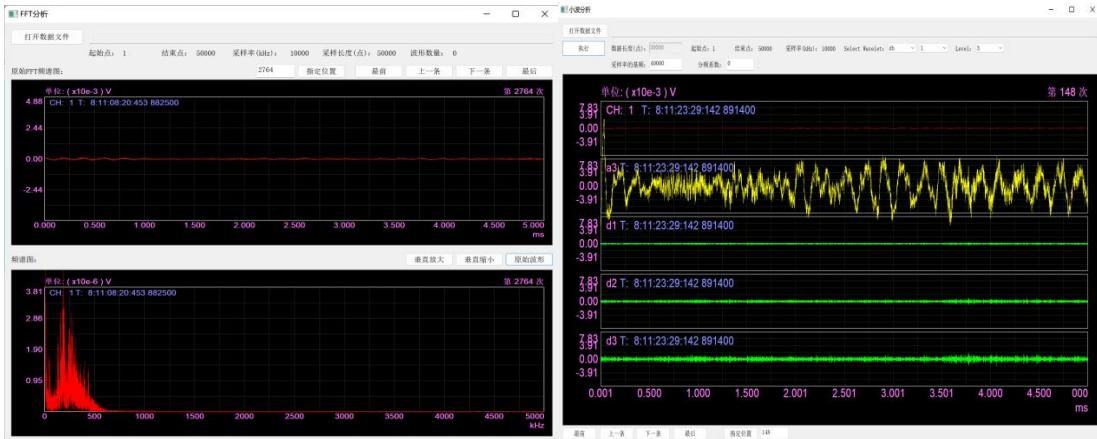 FFT分析
打开数据文件
起始点: 1 结束点: 50000 采样率(kHz): 10000 采样长度(点): 50000 波形数量: 0
原始FFT频谱图: 2764 指定位置 最前 上一条 下一条 最后
单位: ( x10e-3 ) V 第 2764 次
4.88 CH: 1 T: 8:11:08:20:453 882500
2.44
0.00
-2.44
0.000 0.500 1.000 1.500 2.000 2.500 3.000 3.500 4.000 4.500 5.000
ms
频谱图: 垂直放大 垂直缩小 原始波形
单位: ( x10e-6 ) V 第 2764 次
3.81 CH: 1 T: 8:11:08:20:453 882500
2.86
1.90
0.95
0 500 1000 1500 2000 2500 3000 3500 4000 4500 5000
kHz
小波分析
打开数据文件
执行 数据长度(点): 50000 起始点: 1 结束点: 50000 采样率(kHz): 10000 Select Wavelet: db 1 Level: 3
采样率的基频: 40000 分频系数: 0
单位: ( x10e-3 ) V 第 148 次
7.83 CH: 1 T: 8:11:23:29:142 891400
3.91
0.00
-3.91
7.83 a3 T: 8:11:23:29:142 891400
3.91
0.00
-3.91
7.83 d1 T: 8:11:23:29:142 891400
3.91
0.00
-3.91
7.83 d2 T: 8:11:23:29:142 891400
3.91
0.00
-3.91
7.83 d3 T: 8:11:23:29:142 891400
3.91
0.00
-3.91
0.001 0.500 1.000 1.500 2.001 2.501 3.001 3.501 4.000 4.500 000
ms
最前 上一条 下一条 最后 指定位置 148